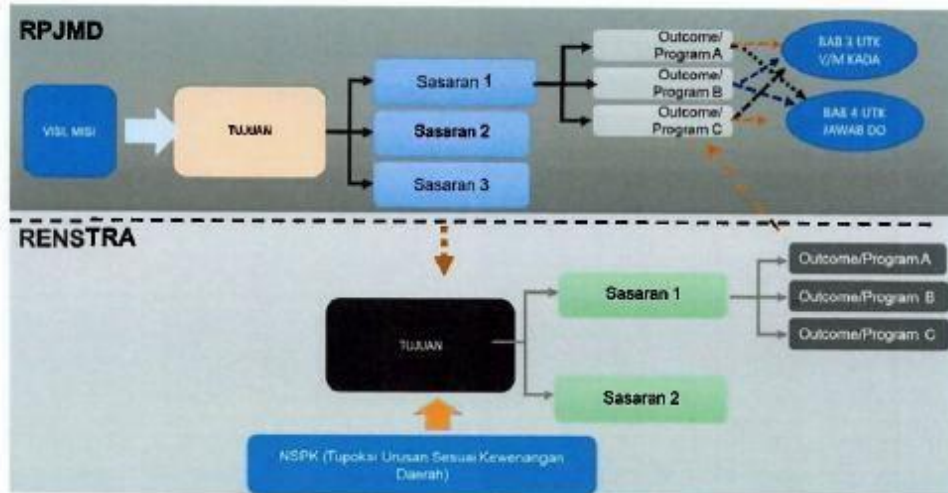 RPJMD
VISI, MISI
TUJUAN
Sasaran 1
Sasaran 2
Sasaran 3
Outcome/
Program A
Outcome/
Program B
Outcome/
Program C
BAB 3 UTK
V/M KADA
BAB 4 UTK
JAWAB DO
RENSTRA
TUJUAN
Sasaran 1
Sasaran 2
Outcome/Program A
Outcome/Program B
Outcome/Program C
NSPK (Tupoksi Urusan Sesuai Kewenangan
Daerah)